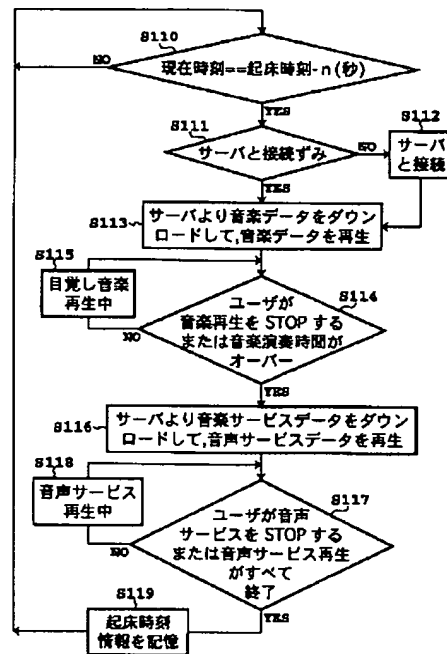 S110
現在時刻==起床時刻-n(秒)
NO
YES
S111
サーバと接続ずみ
NO
S112
サーバ
と接続
YES
S113
サーバより音楽データをダウン
ロードして,音楽データを再生
S115
目覚し音楽
再生中
S114
ユーザが
音楽再生を STOP する
または音楽演奏時間が
オーバー
NO
YES
S116
サーバより音楽サービスデータをダウン
ロードして,音声サービスデータを再生
S118
音声サービス
再生中
S117
ユーザが音声
サービスを STOP する
または音声サービス再生
がすべて
終了
NO
YES
S119
起床時刻
情報を記憶